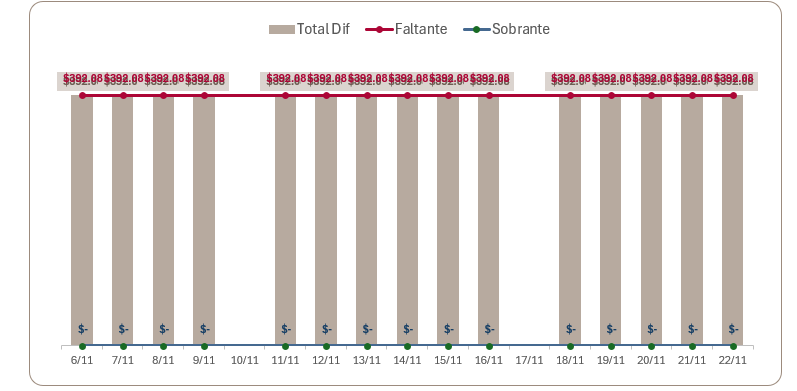 Total Dif Faltante Sobrante
$392.08 $392.08 $392.08 $392.08 $392.08 $392.08 $392.08 $392.08 $392.08 $392.08 $392.08 $392.08 $392.08 $392.08 $392.08
$- $- $- $- $- $- $- $- $- $- $- $- $- $- $-
6/11 7/11 8/11 9/11 10/11 11/11 12/11 13/11 14/11 15/11 16/11 17/11 18/11 19/11 20/11 21/11 22/11